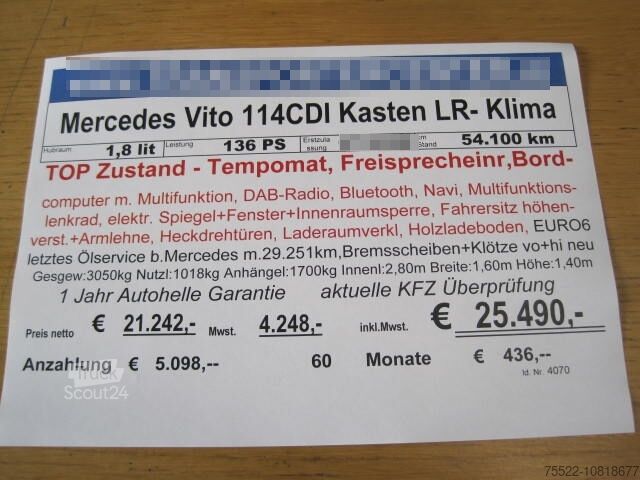 Mercedes Vito 114CDI Kasten LR- Klima
Hubraum 1,8 lit Leistung 136 PS Erstzula ssung km Stand 54.100 km
TOP Zustand - Tempomat, Freisprecheinr,Bord-
computer m. Multifunktion, DAB-Radio, Bluetooth, Navi, Multifunktions-
lenkrad, elektr. Spiegel+Fenster+Innenraumsperre, Fahrersitz höhen-
verst.+Armlehne, Heckdrehtüren, Laderaumverkl, Holzladeboden, EURO6
letztes Ölservice b.Mercedes m.29.251km,Bremsscheiben+Klötze vo+hi neu
Gesgew:3050kg Nutzl:1018kg Anhängel:1700kg Innenl:2,80m Breite:1,60m Höhe:1,40m
1 Jahr Autohelle Garantie aktuelle KFZ Überprüfung
Preis netto € 21.242,- Mwst. 4.248,- inkl.Mwst. € 25.490,-
Anzahlung € 5.098,-- 60 Monate € 436,--
Id. Nr. 4070
Truck
Scout24
75522-10818677